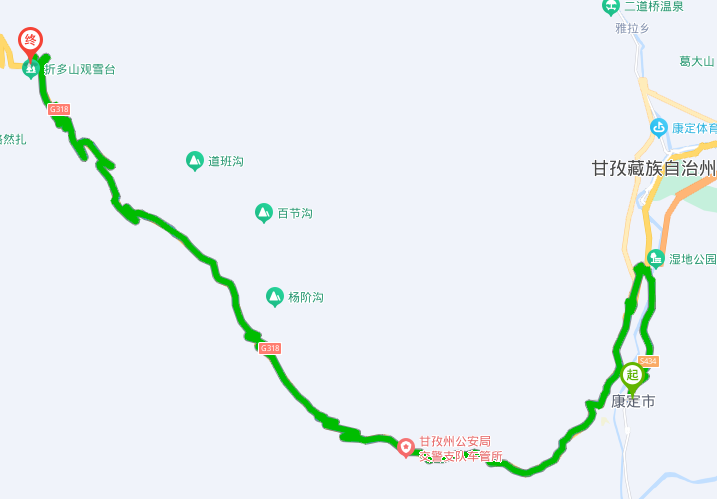 二道桥温泉
雅拉乡
终
折多山观雪台
葛大山
G318
康定体育
然扎
道班沟
甘孜藏族自治州
百节沟
湿地公园
杨阶沟
G318
S434
起
康定市
甘孜州公安局
交警支队车管所